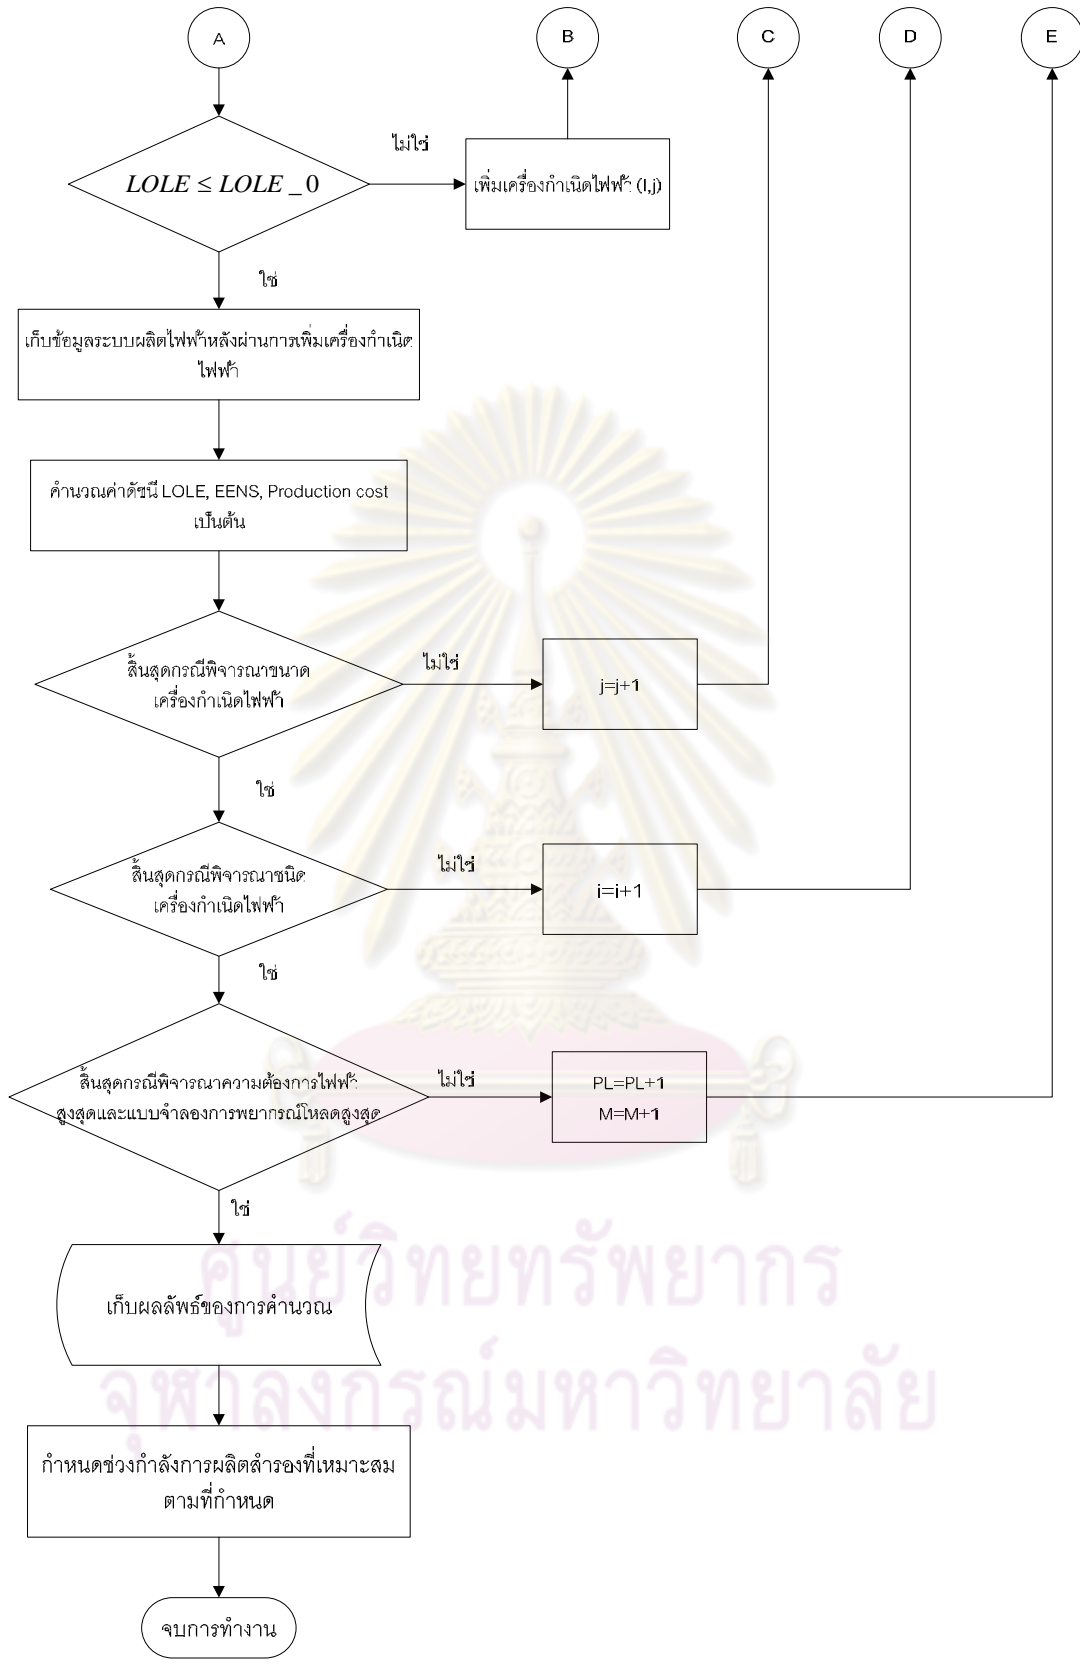 A
B
C
D
E
LOLE ≤ LOLE _ 0
ไม่ใช่
เพิ่มเครื่องกำเนิดไฟฟ้า (I,j)
ใช่
เก็บข้อมูลระบบผลิตไฟฟ้าหลังผ่านการเพิ่มเครื่องกำเนิด
ไฟฟ้า
คำนวณค่าดัชนี LOLE, EENS, Production cost
เป็นต้น
สิ้นสุดกรณีพิจารณาขนาด
เครื่องกำเนิดไฟฟ้า
ไม่ใช่
j=j+1
ใช่
สิ้นสุดกรณีพิจารณาชนิด
เครื่องกำเนิดไฟฟ้า
ไม่ใช่
i=i+1
ใช่
สิ้นสุดกรณีพิจารณาความต้องการไฟฟ้า
สูงสุดและแบบจำลองการพยากรณ์โหลดสูงสุด
ไม่ใช่
PL=PL+1
M=M+1
ใช่
เก็บผลลัพธ์ของการคำนวณ
ศูนย์วิทยทรัพยากร
จุฬาลงกรณ์มหาวิทยาลัย
กำหนดช่วงกำลังการผลิตสำรองที่เหมาะสม
ตามที่กำหนด
จบการทำงาน